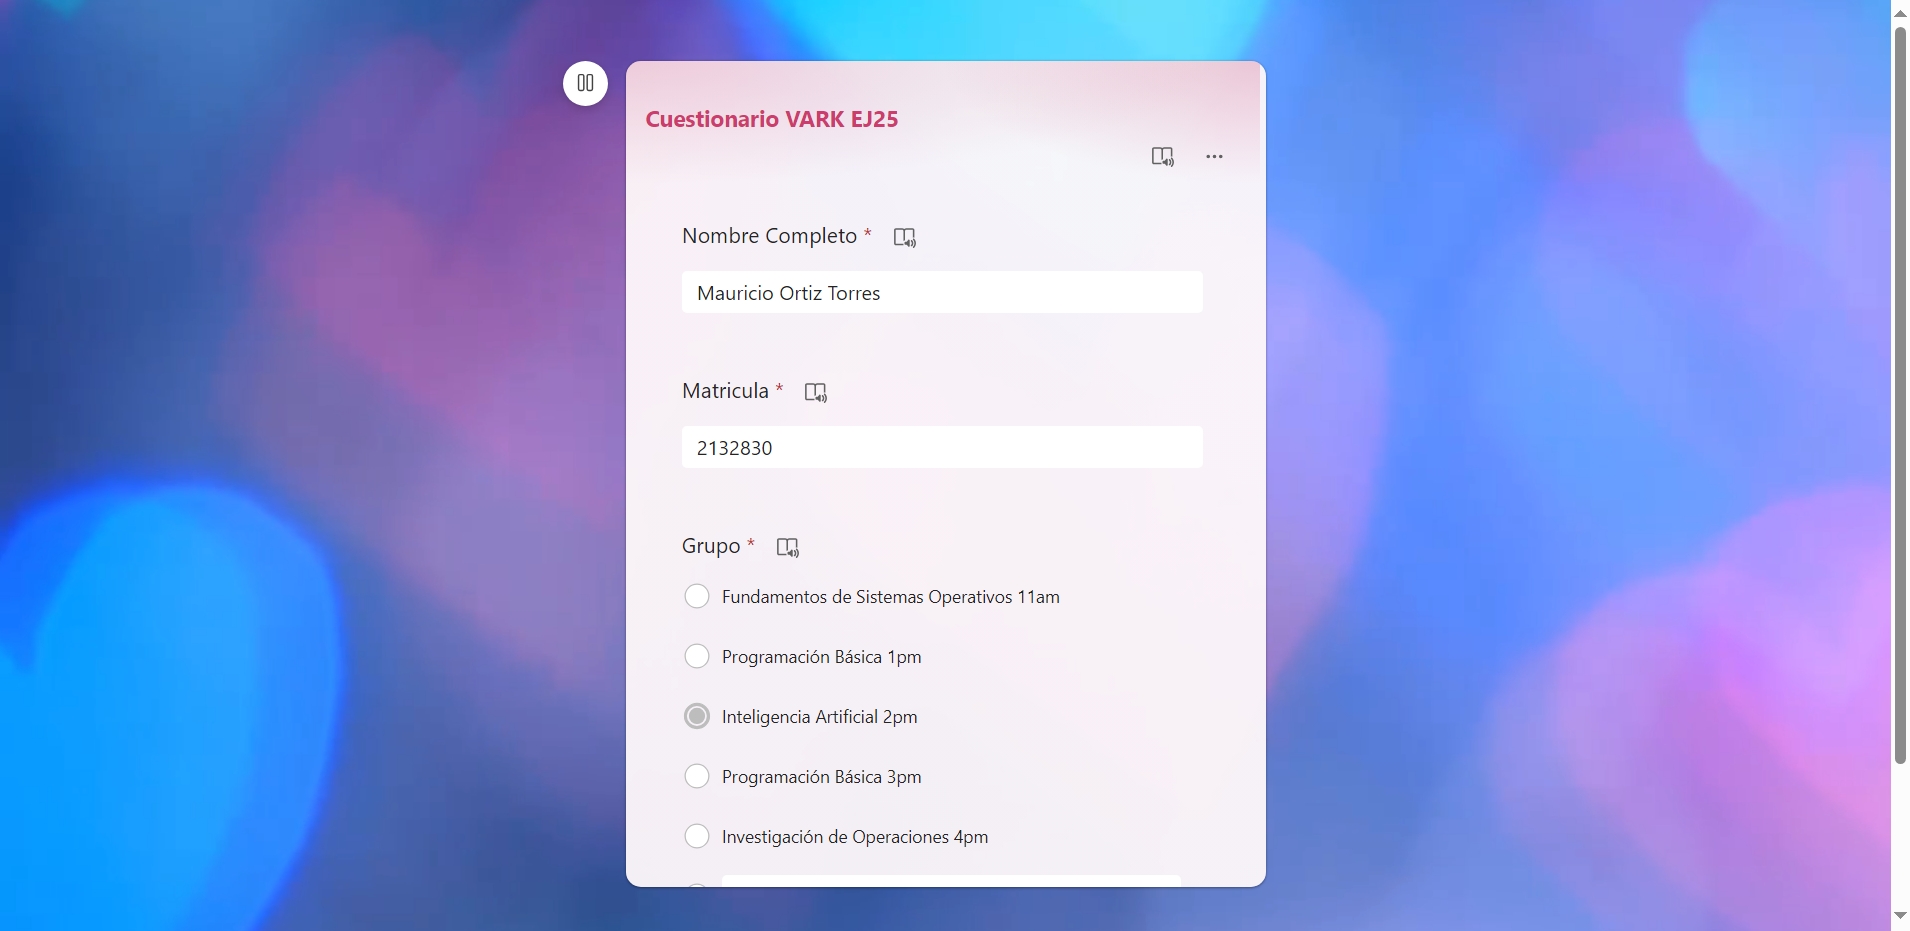 Cuestionario VARK EJ25
Nombre Completo *
Mauricio Ortiz Torres
Matricula *
2132830
Grupo *
Fundamentos de Sistemas Operativos 11am
Programación Básica 1pm
Inteligencia Artificial 2pm
Programación Básica 3pm
Investigación de Operaciones 4pm